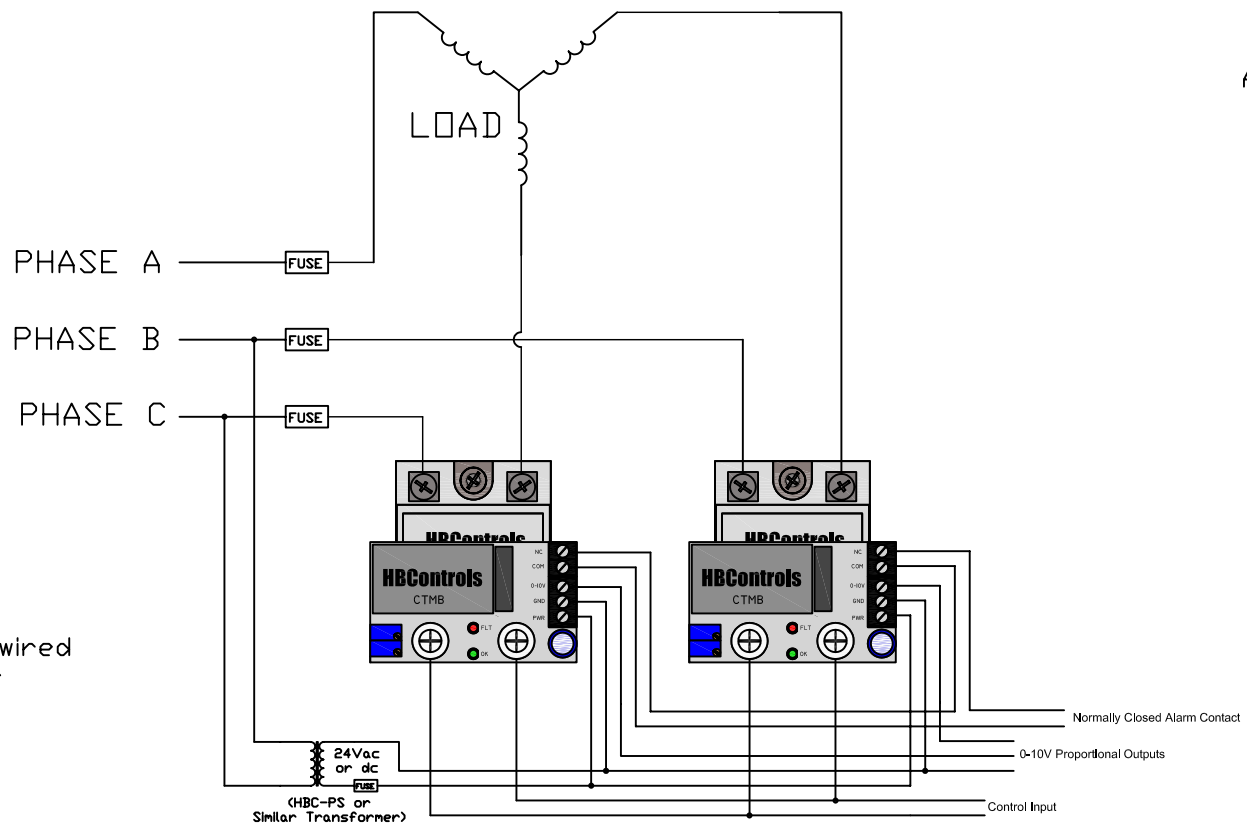 A
LOAD
PHASE A
FUSE
PHASE B
FUSE
PHASE C
FUSE
HBControls
HBControls
HBControls
CTMB
NC
COM
0-10V
GND
PWR
FLT
OK
HBControls
CTMB
NC
COM
0-10V
GND
PWR
FLT
OK
wired
Normally Closed Alarm Contact
24Vac
or dc
0-10V Proportional Outputs
FUSE
(HBC-PS or
Similar Transformer)
Control Input